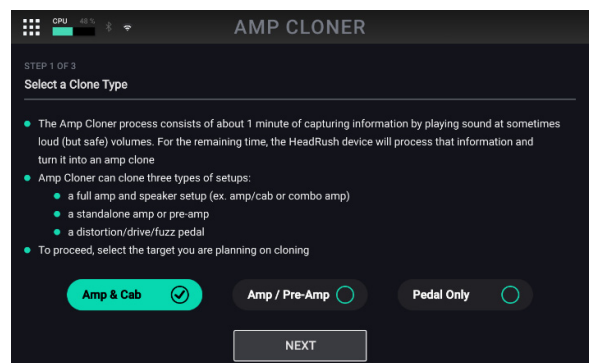 CPU 48 %
AMP CLONER
STEP 1 OF 3
Select a Clone Type
The Amp Cloner process consists of about 1 minute of capturing information by playing sound at sometimes
loud (but safe) volumes. For the remaining time, the HeadRush device will process that information and
turn it into an amp clone
Amp Cloner can clone three types of setups:
a full amp and speaker setup (ex. amp/cab or combo amp)
a standalone amp or pre-amp
a distortion/drive/fuzz pedal
To proceed, select the target you are planning on cloning
Amp & Cab
Amp / Pre-Amp
Pedal Only
NEXT